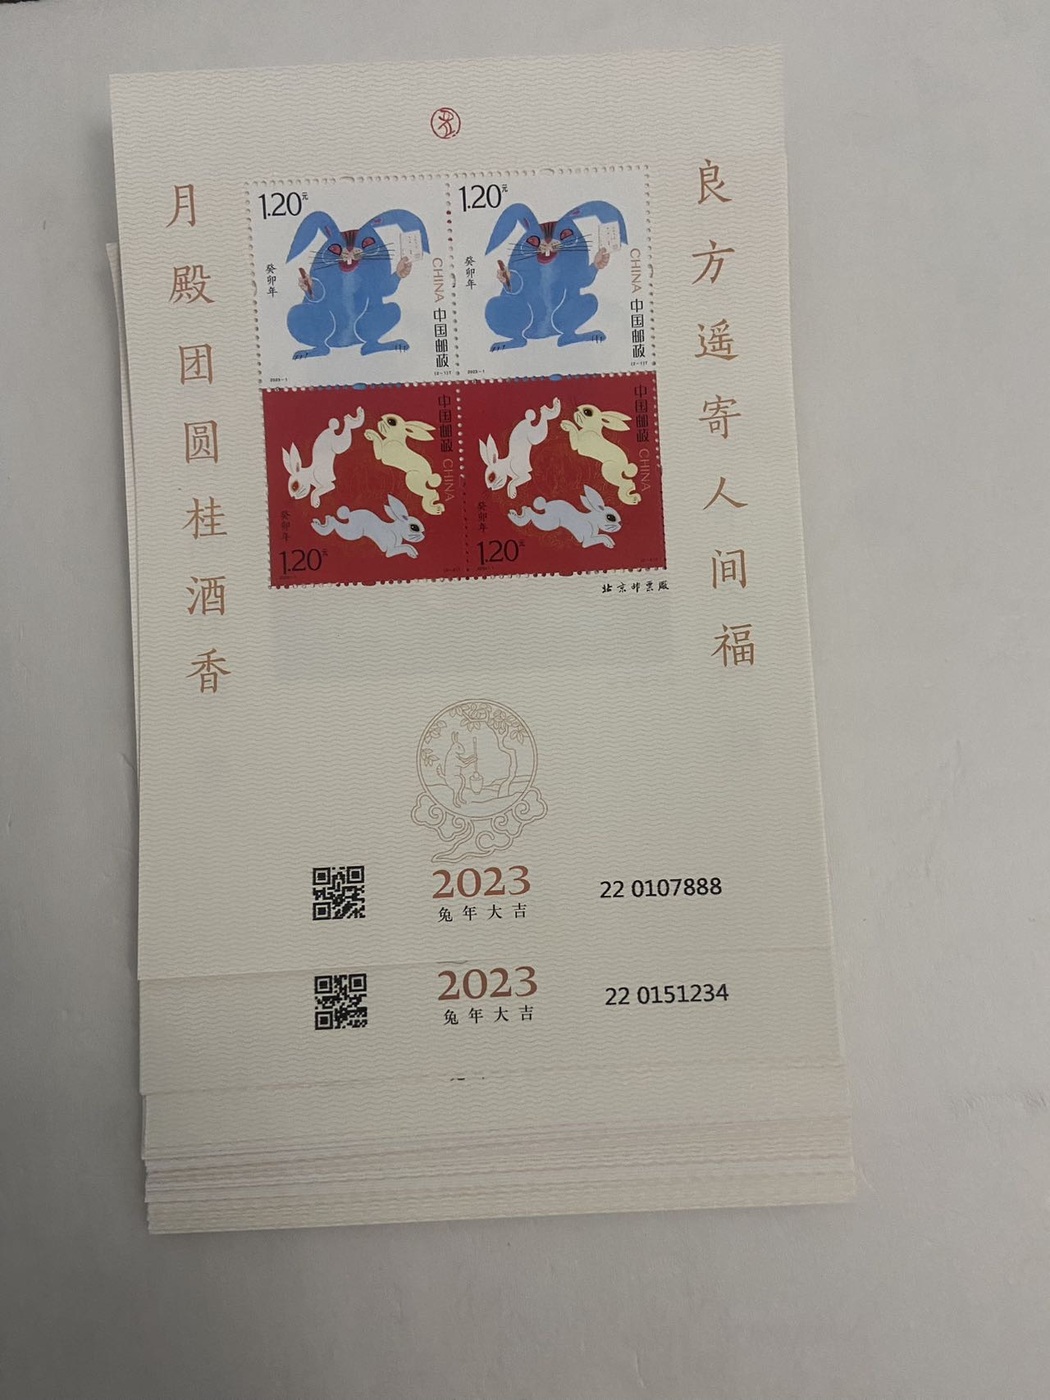 良方遥寄人间福
月殿团圆桂酒香
1.20元
癸卯年
CHINA
中国邮政
1.20元
癸卯年
CHINA
中国邮政
中国邮政
CHINA
癸卯年
1.20元
中国邮政
CHINA
癸卯年
1.20元
北京邮票厂
2023
兔年大吉
22 0107888
2023
兔年大吉
22 0151234